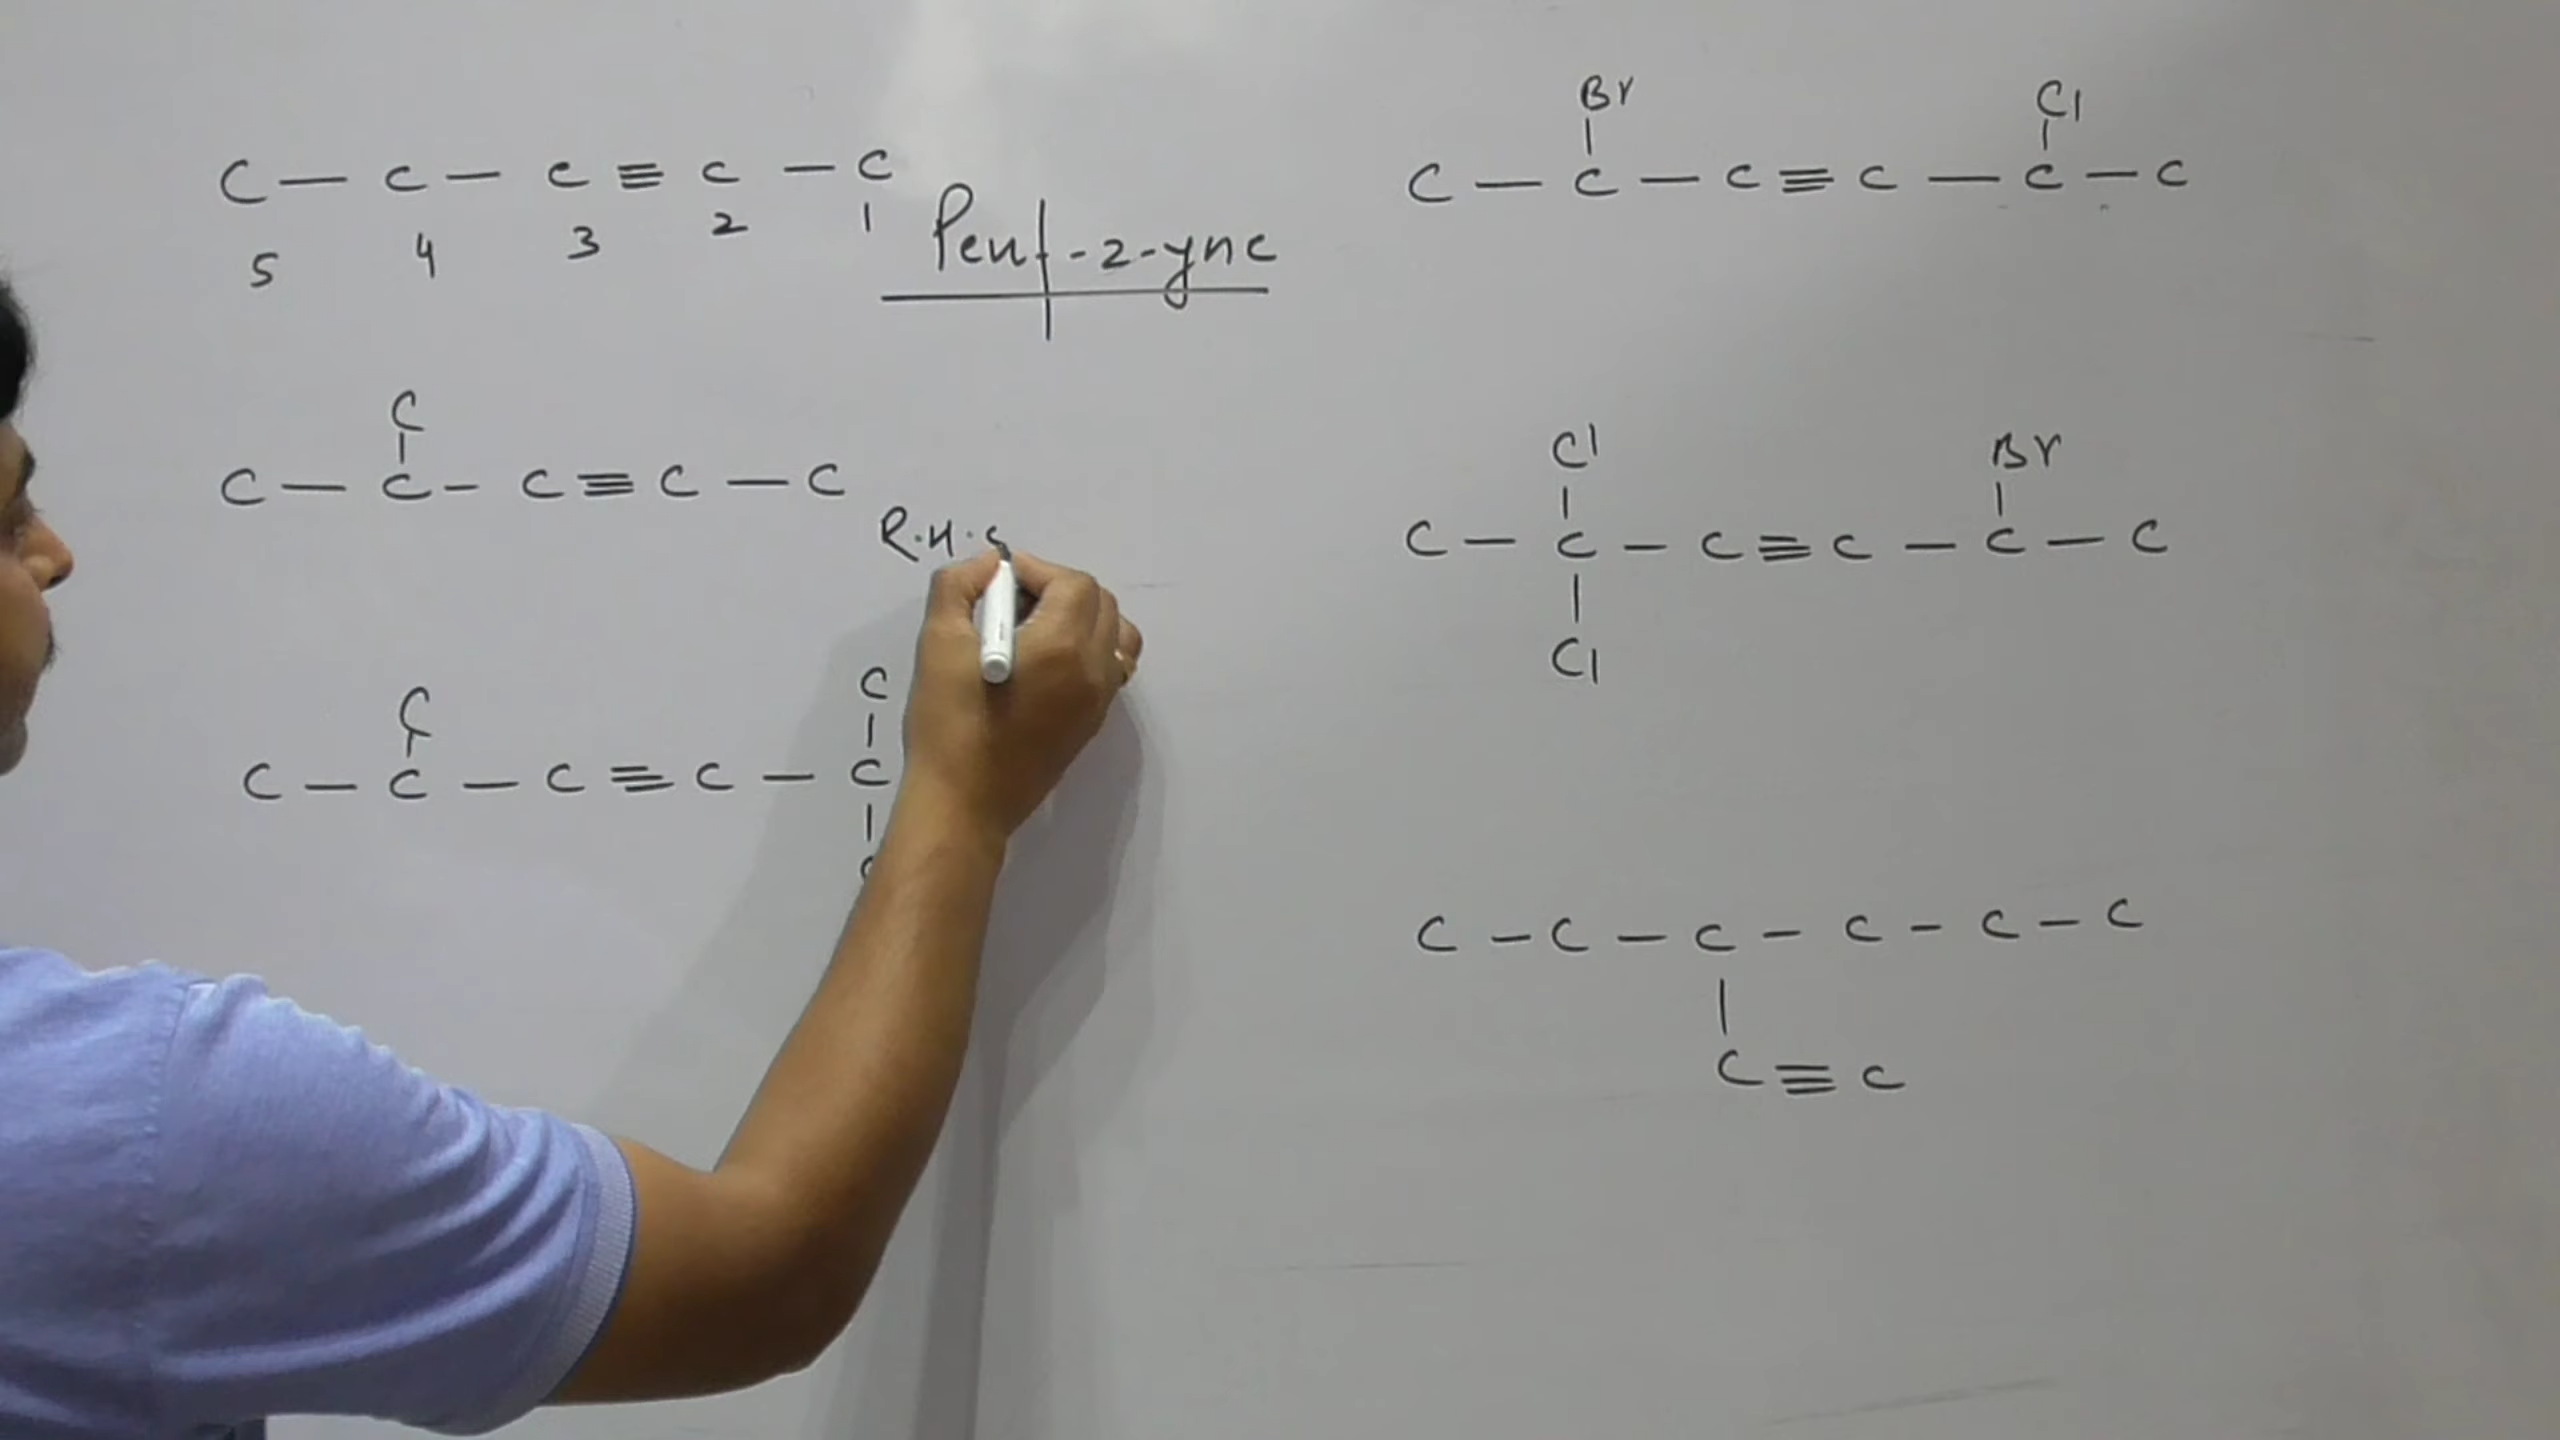 C — C — C ≡ C — C
5 4 3 2 1
Pent-2-yne
C
|
C — C — C ≡ C — C
R.H.S
C
C — C — C ≡ C — C
C
|
|
C
Br Cl
| |
C — C — C ≡ C — C — C
Cl Br
| |
C — C — C ≡ C — C — C
|
Cl
C — C — C — C — C — C
|
C ≡ C